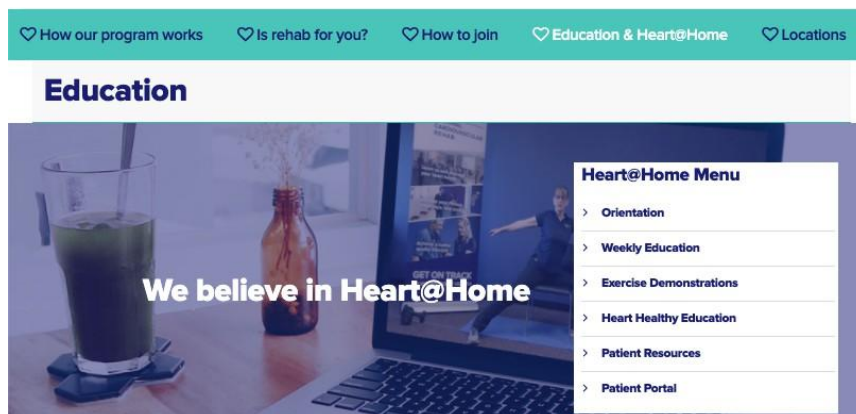 How our program works
Is rehab for you?
How to join
Education & Heart@Home
Locations
Education
We believe in Heart@Home
GET ON TRACK
Heart@Home Menu
Orientation
Weekly Education
Exercise Demonstrations
Heart Healthy Education
Patient Resources
Patient Portal